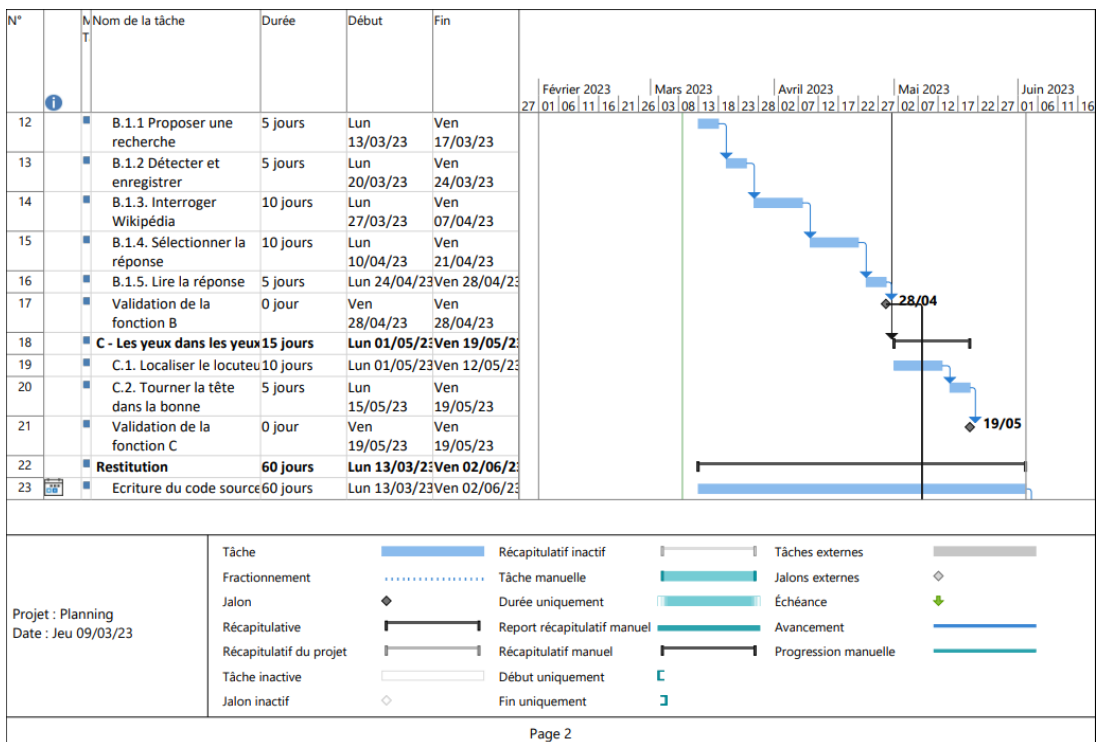 N° M Nom de la tâche Durée Début Fin
T
Février 2023 Mars 2023 Avril 2023 Mai 2023 Juin 2023
27 01 06 11 16 21 26 03 08 13 18 23 28 02 07 12 17 22 27 02 07 12 17 22 27 01 06 11 16
12 B.1.1 Proposer une 5 jours Lun Ven
recherche 13/03/23 17/03/23
13 B.1.2 Détecter et 5 jours Lun Ven
enregistrer 20/03/23 24/03/23
14 B.1.3. Interroger 10 jours Lun Ven
Wikipédia 27/03/23 07/04/23
15 B.1.4. Sélectionner la 10 jours Lun Ven
réponse 10/04/23 21/04/23
16 B.1.5. Lire la réponse 5 jours Lun 24/04/23 Ven 28/04/23
17 Validation de la 0 jour Ven Ven 28/04
fonction B 28/04/23 28/04/23
18 C - Les yeux dans les yeux 15 jours Lun 01/05/23 Ven 19/05/23
19 C.1. Localiser le locuteu 10 jours Lun 01/05/23 Ven 12/05/23
20 C.2. Tourner la tête 5 jours Lun Ven
dans la bonne 15/05/23 19/05/23
21 Validation de la 0 jour Ven Ven 19/05
fonction C 19/05/23 19/05/23
22 Restitution 60 jours Lun 13/03/23 Ven 02/06/23
23 Ecriture du code source 60 jours Lun 13/03/23 Ven 02/06/23
Projet : Planning
Date : Jeu 09/03/23
Tâche Récapitulatif inactif Tâches externes
Fractionnement Tâche manuelle Jalons externes
Jalon Durée uniquement Échéance
Récapitulative Report récapitulatif manuel Avancement
Récapitulatif du projet Récapitulatif manuel Progression manuelle
Tâche inactive Début uniquement
Jalon inactif Fin uniquement
Page 2